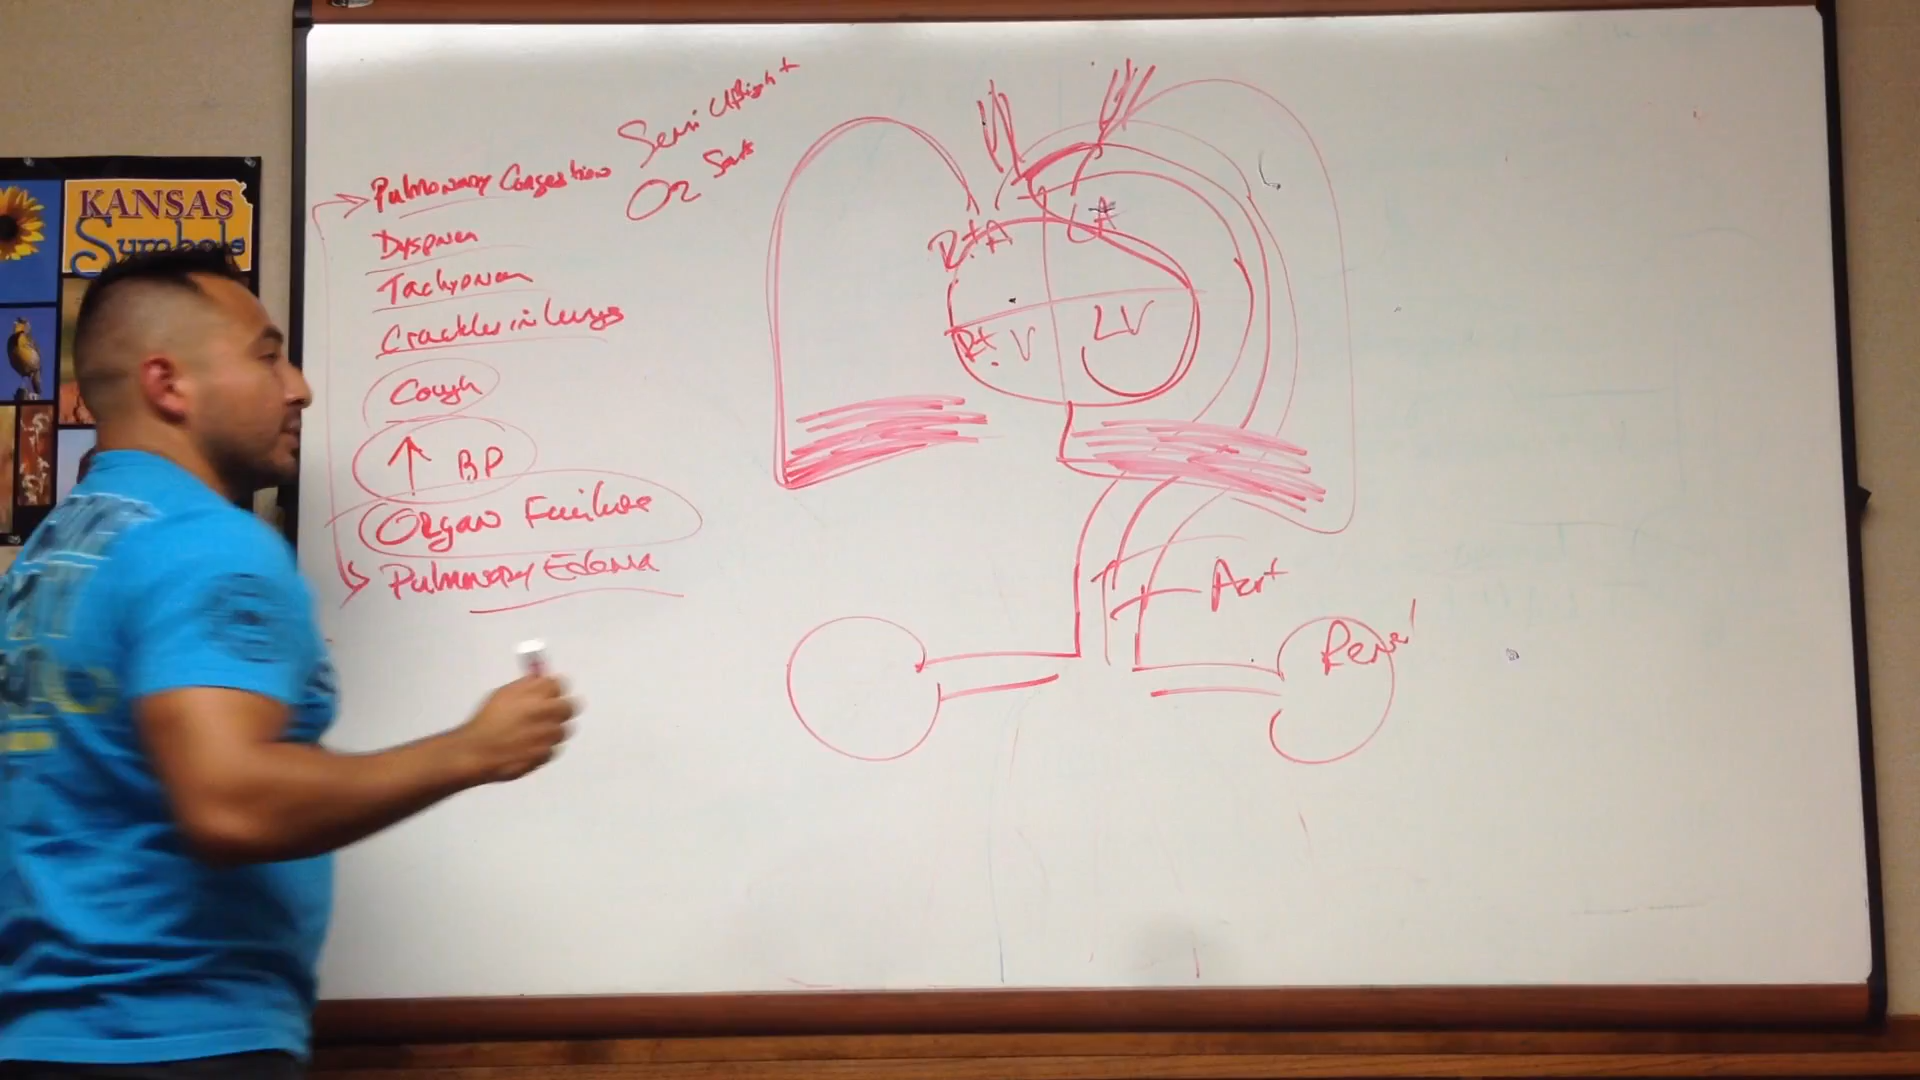 KANSAS
Symbols
Semi Upright
O2 Sats
Pulmonary Congestion
Dyspnea
Tachypnea
Crackles in lungs
Cough
↑ BP
Organ Failure
Pulmonary Edema
Rt A
LA
Rt V
LV
Renal